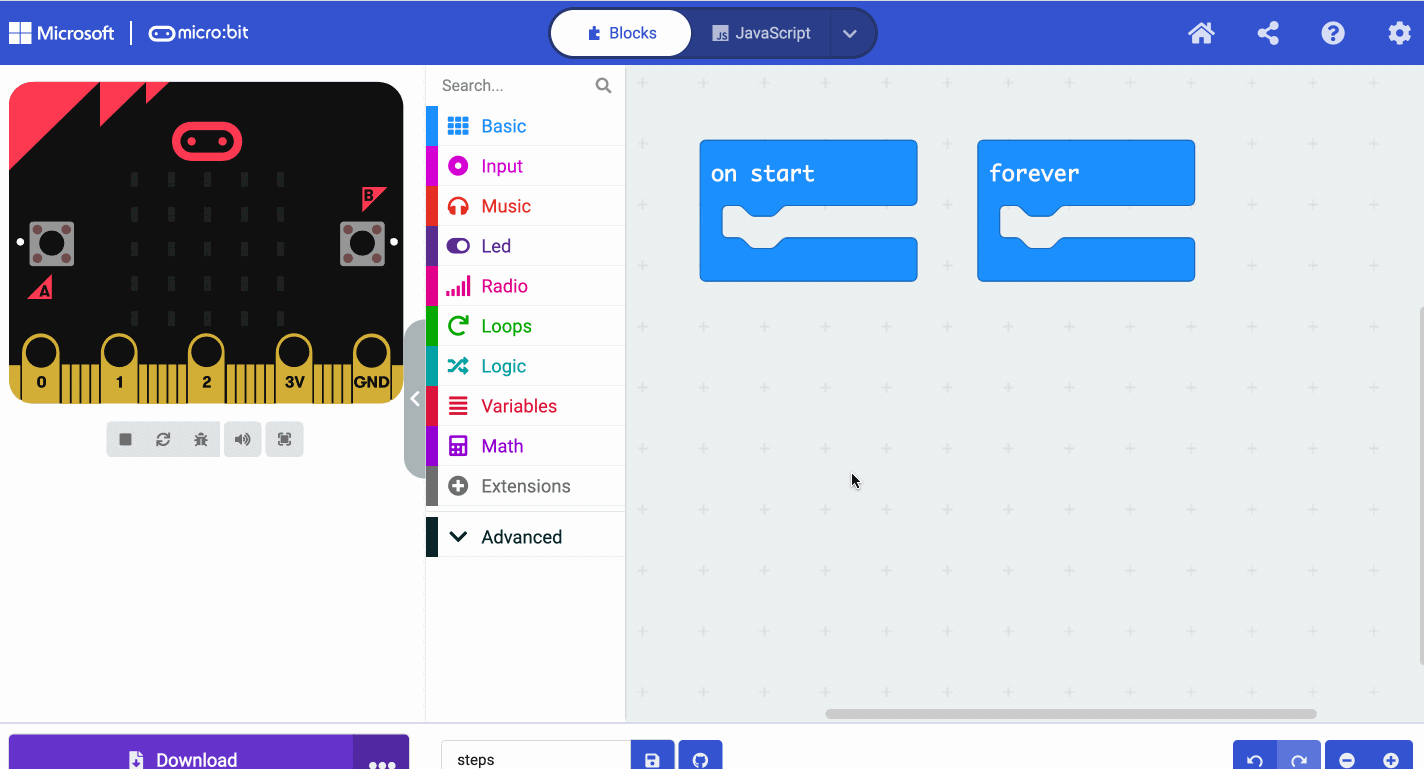 Microsoft | micro:bit
Blocks
JavaScript
Search...
Basic
Input
Music
Led
Radio
Loops
Logic
Variables
Math
Extensions
Advanced
B
A
0 1 2 3V GND
on start
forever
Download
steps